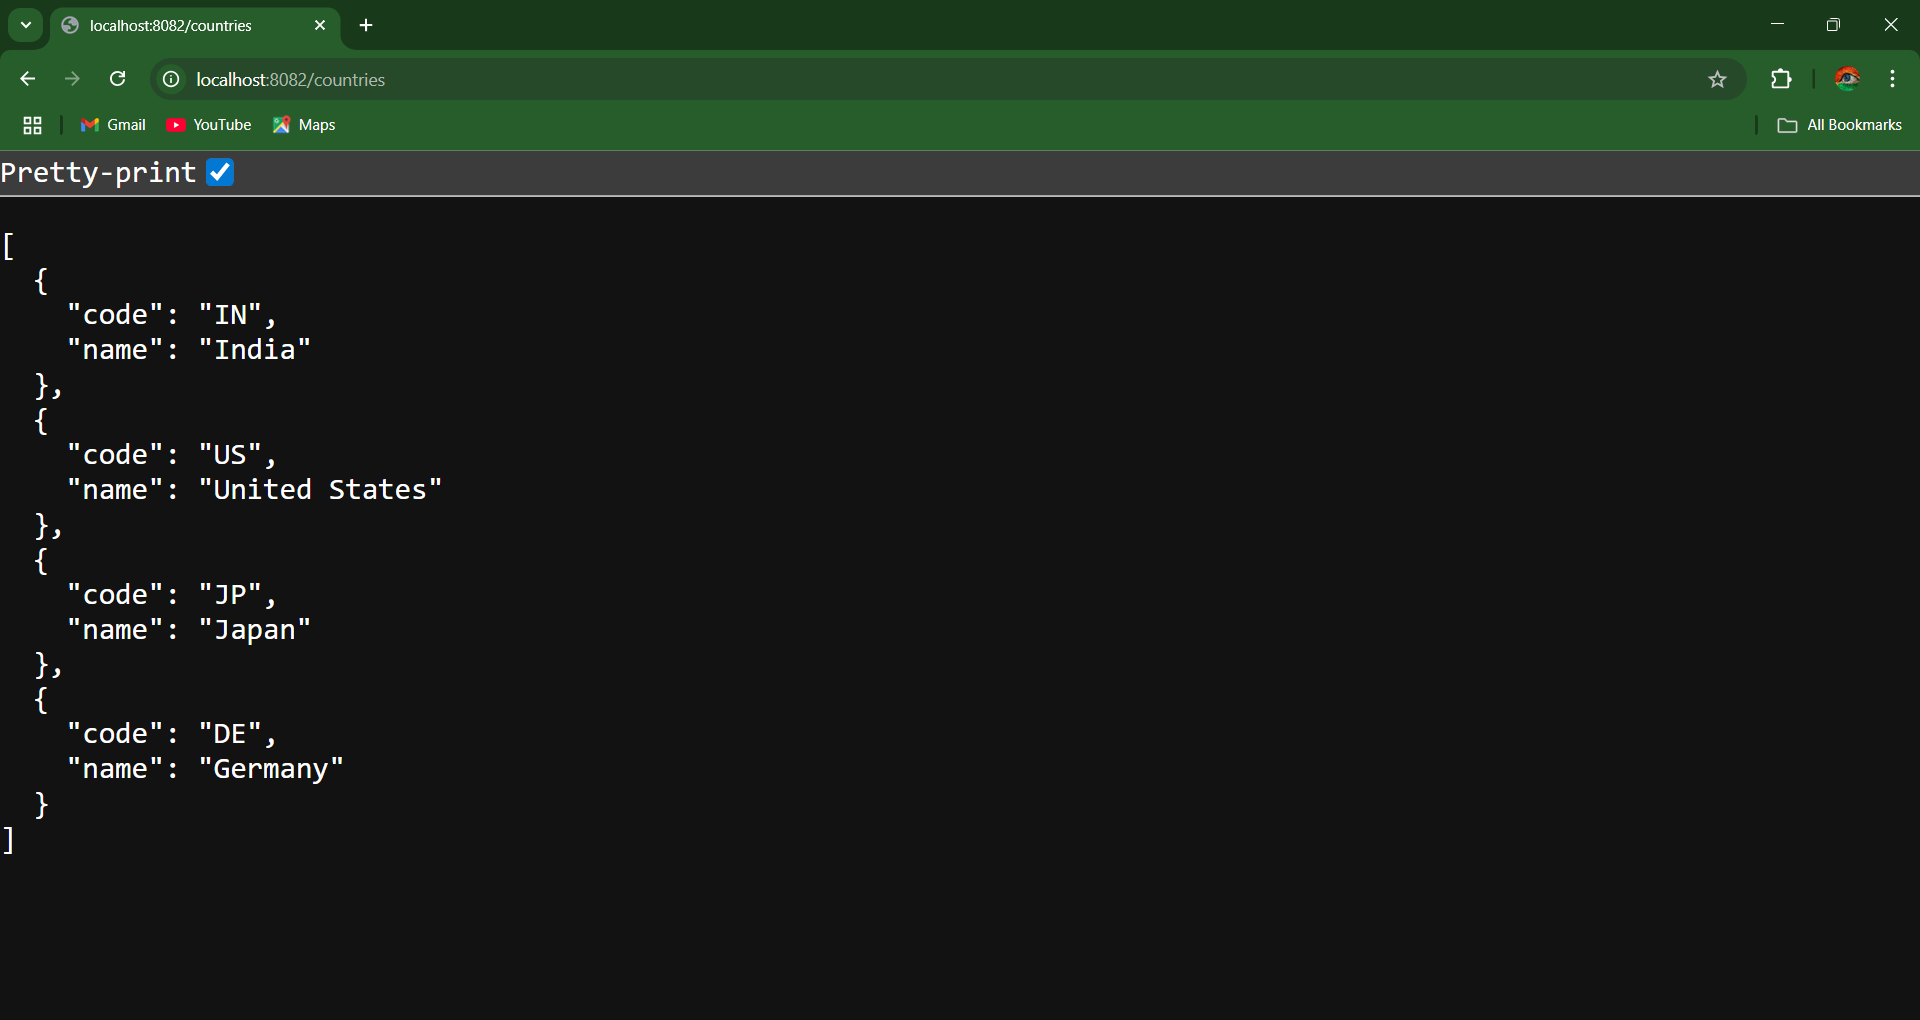 localhost:8082/countries
localhost:8082/countries
Gmail YouTube Maps All Bookmarks
Pretty-print
[
  {
    "code": "IN",
    "name": "India"
  },
  {
    "code": "US",
    "name": "United States"
  },
  {
    "code": "JP",
    "name": "Japan"
  },
  {
    "code": "DE",
    "name": "Germany"
  }
]